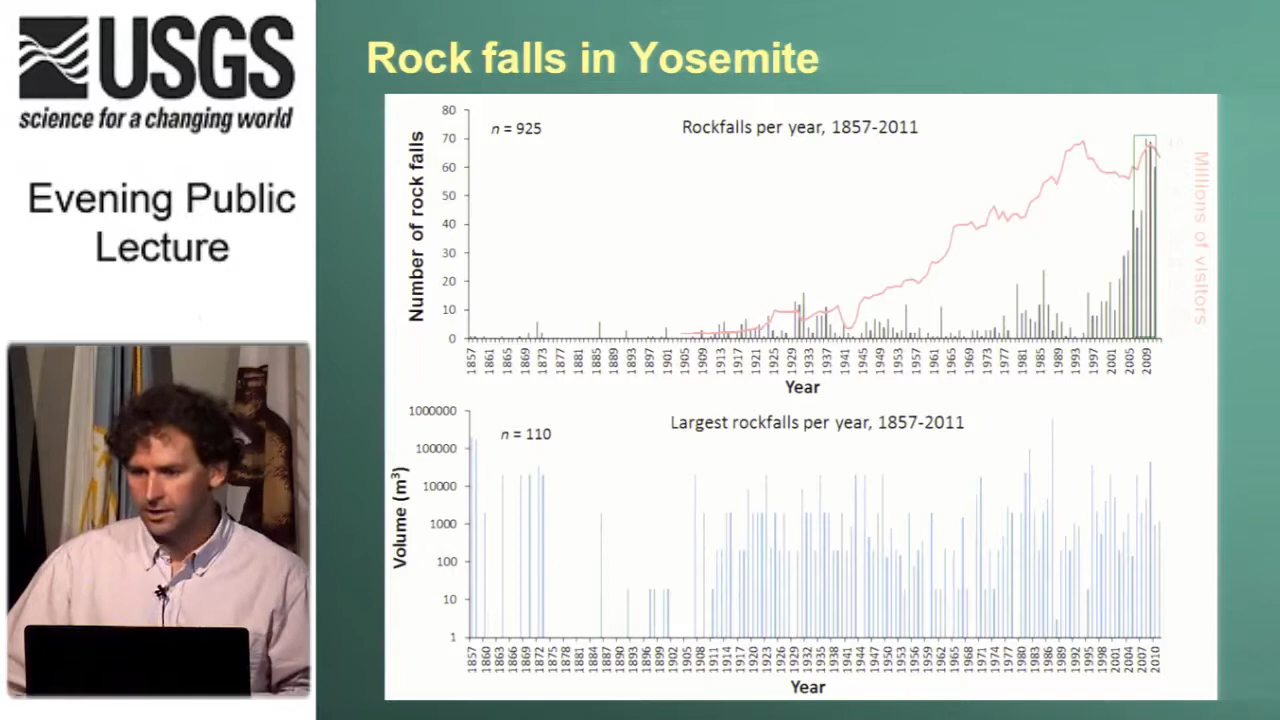 USGS
science for a changing world
Evening Public
Lecture
Rock falls in Yosemite
n = 925
Rockfalls per year, 1857-2011
Number of rock falls
80
70
60
50
40
30
20
10
0
Millions of visitors
1857 1861 1865 1869 1873 1877 1881 1885 1889 1893 1897 1901 1905 1909 1913 1917 1921 1925 1929 1933 1937 1941 1945 1949 1953 1957 1961 1965 1969 1973 1977 1981 1985 1989 1993 1997 2001 2005 2009
Year
n = 110
Largest rockfalls per year, 1857-2011
Volume (m³)
1000000
100000
10000
1000
100
10
1
1857 1860 1863 1866 1869 1872 1875 1878 1881 1884 1887 1890 1893 1896 1899 1902 1905 1908 1911 1914 1917 1920 1923 1926 1929 1932 1935 1938 1941 1944 1947 1950 1953 1956 1959 1962 1965 1968 1971 1974 1977 1980 1983 1986 1989 1992 1995 1998 2001 2004 2007 2010
Year